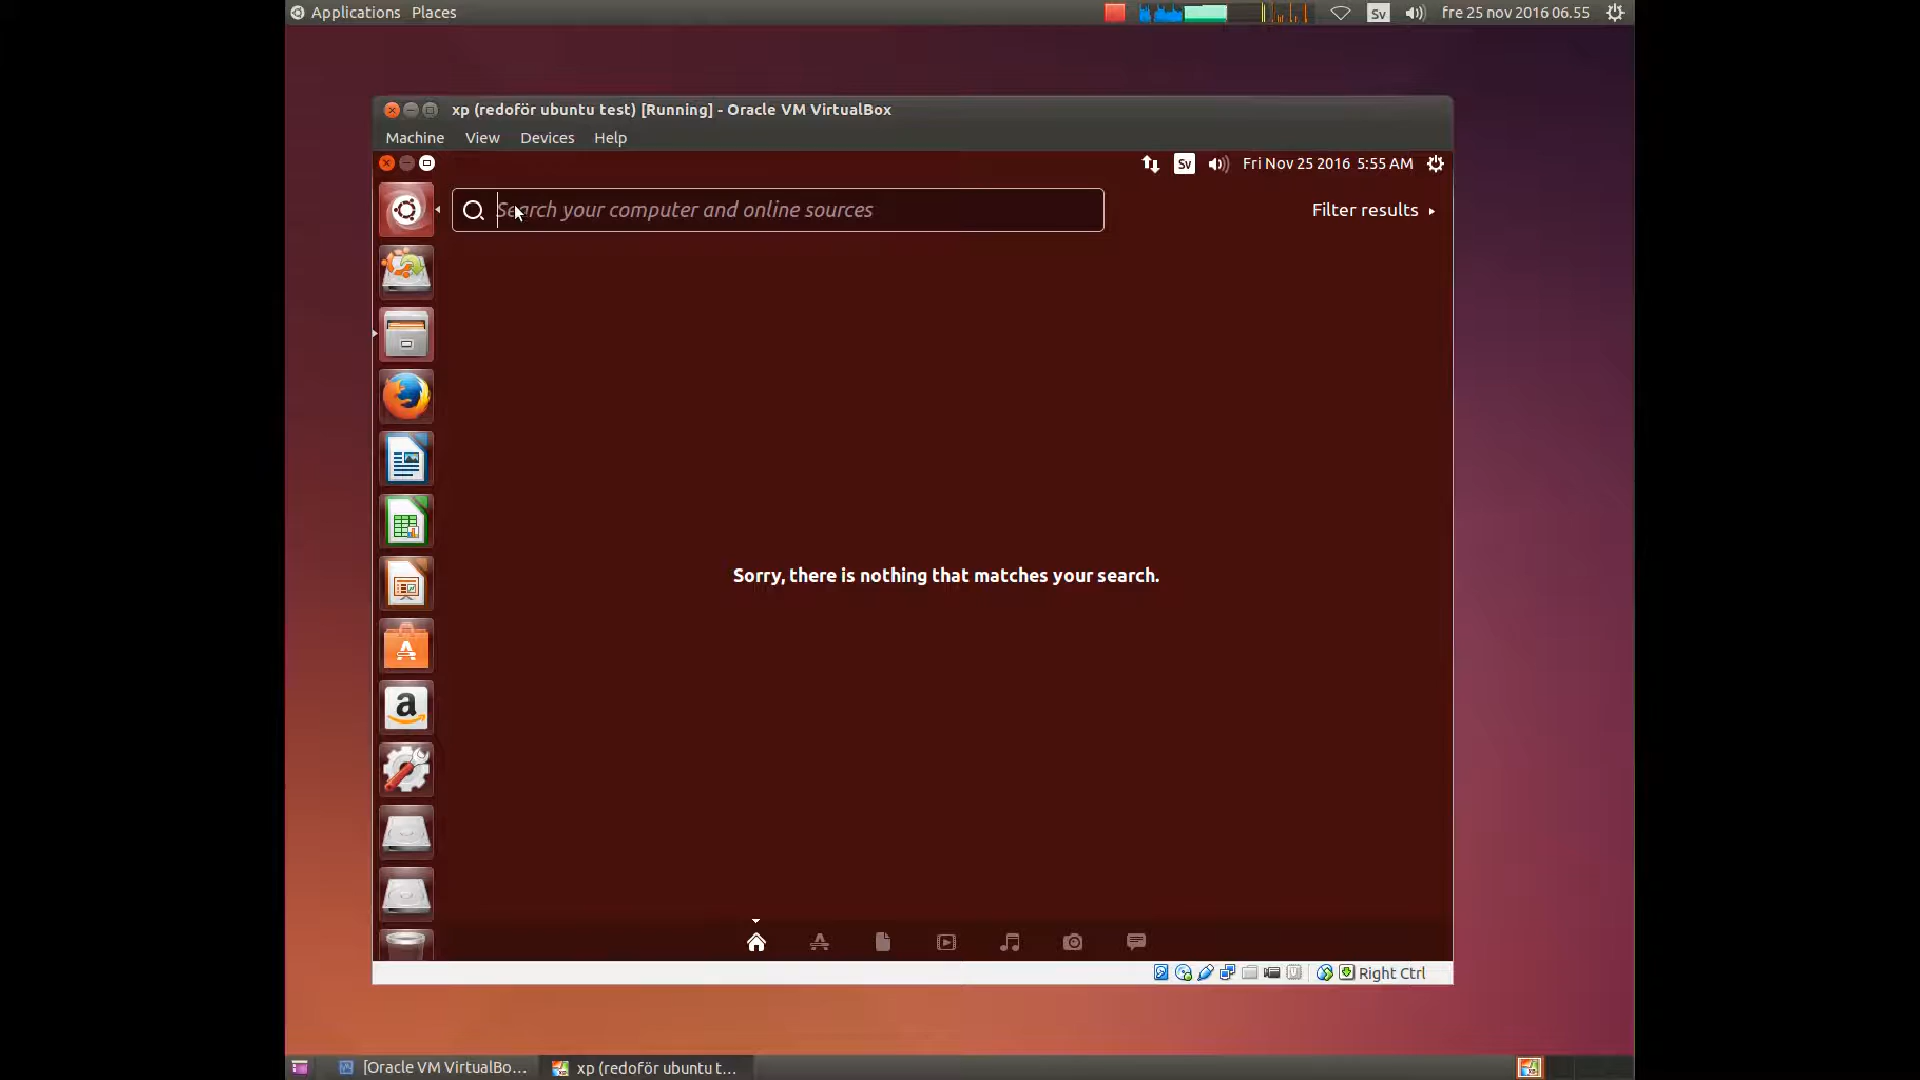 Applications Places
Sv fre 25 nov 2016 06.55
xp (redoför ubuntu test) [Running] - Oracle VM VirtualBox
Machine View Devices Help
Sv Fri Nov 25 2016 5:55 AM
Search your computer and online sources
Filter results
Sorry, there is nothing that matches your search.
Right Ctrl
[Oracle VM VirtualBo... xp (redoför ubuntu t...